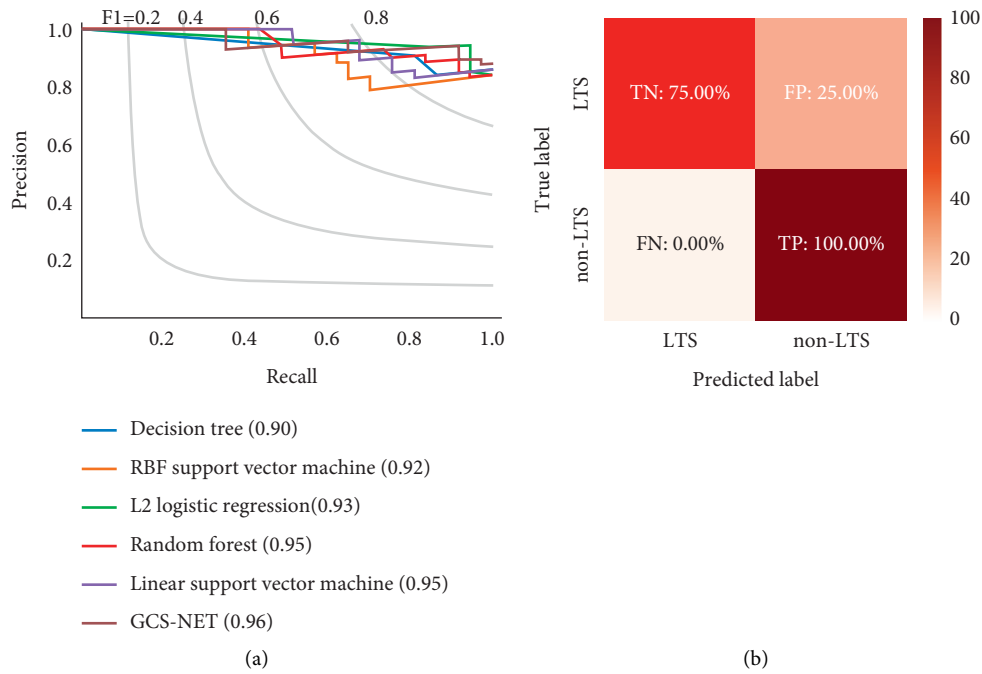 F1=0.2 0.4 0.6 0.8
1.0
0.8
0.6
0.4
0.2
Precision
0.2 0.4 0.6 0.8 1.0
Recall
Decision tree (0.90)
RBF support vector machine (0.92)
L2 logistic regression(0.93)
Random forest (0.95)
Linear support vector machine (0.95)
GCS-NET (0.96)
(a)
True label
LTS
non-LTS
TN: 75.00% FP: 25.00%
FN: 0.00% TP: 100.00%
LTS non-LTS
Predicted label
100
80
60
40
20
0
(b)